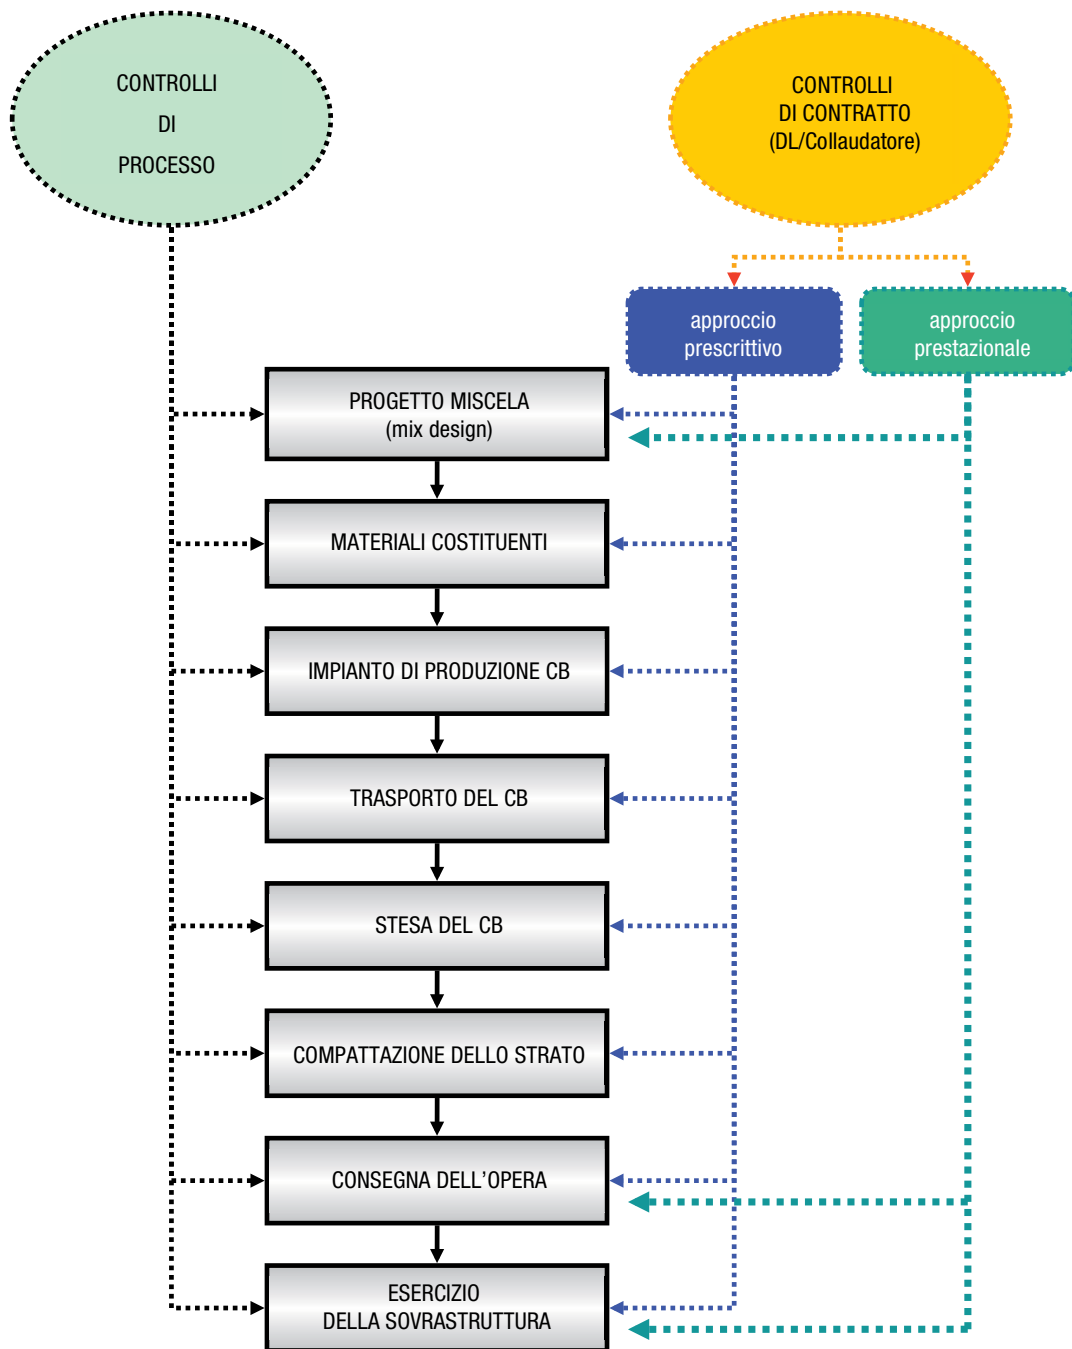 CONTROLLI
DI
PROCESSO
CONTROLLI
DI CONTRATTO
(DL/Collaudatore)
approccio
prescrittivo
approccio
prestazionale
PROGETTO MISCELA
(mix design)
MATERIALI COSTITUENTI
IMPIANTO DI PRODUZIONE CB
TRASPORTO DEL CB
STESA DEL CB
COMPATTAZIONE DELLO STRATO
CONSEGNA DELL'OPERA
ESERCIZIO
DELLA SOVRASTRUTTURA